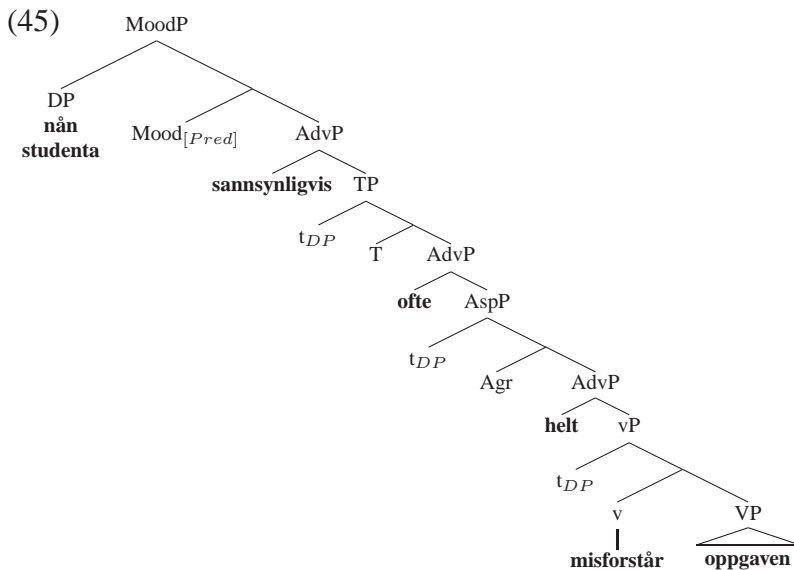 (45)
MoodP
DP
nån
studenta
Mood[Pred]
AdvP
sannsynligvis
TP
tDP
T
AdvP
ofte
AspP
tDP
Agr
AdvP
helt
vP
tDP
v
VP
misforstår
oppgaven